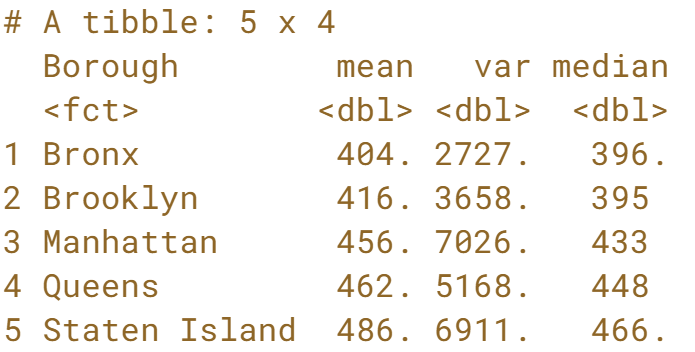 # A tibble: 5 x 4
  Borough        mean   var median
  <fct>         <dbl> <dbl>  <dbl>
1 Bronx          404. 2727.   396.
2 Brooklyn       416. 3658.   395
3 Manhattan      456. 7026.   433
4 Queens         462. 5168.   448
5 Staten Island  486. 6911.   466.